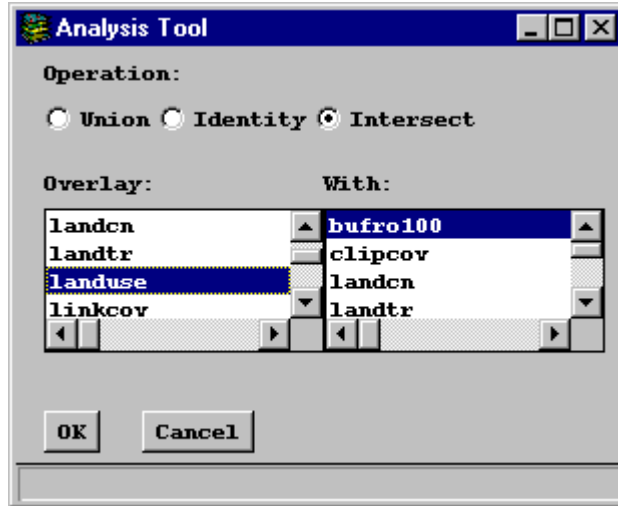 Analysis Tool
Operation:
Union Identity Intersect
Overlay: With:
landcn bufro100
landtr clipcov
landuse landcn
linkcov landtr
OK Cancel